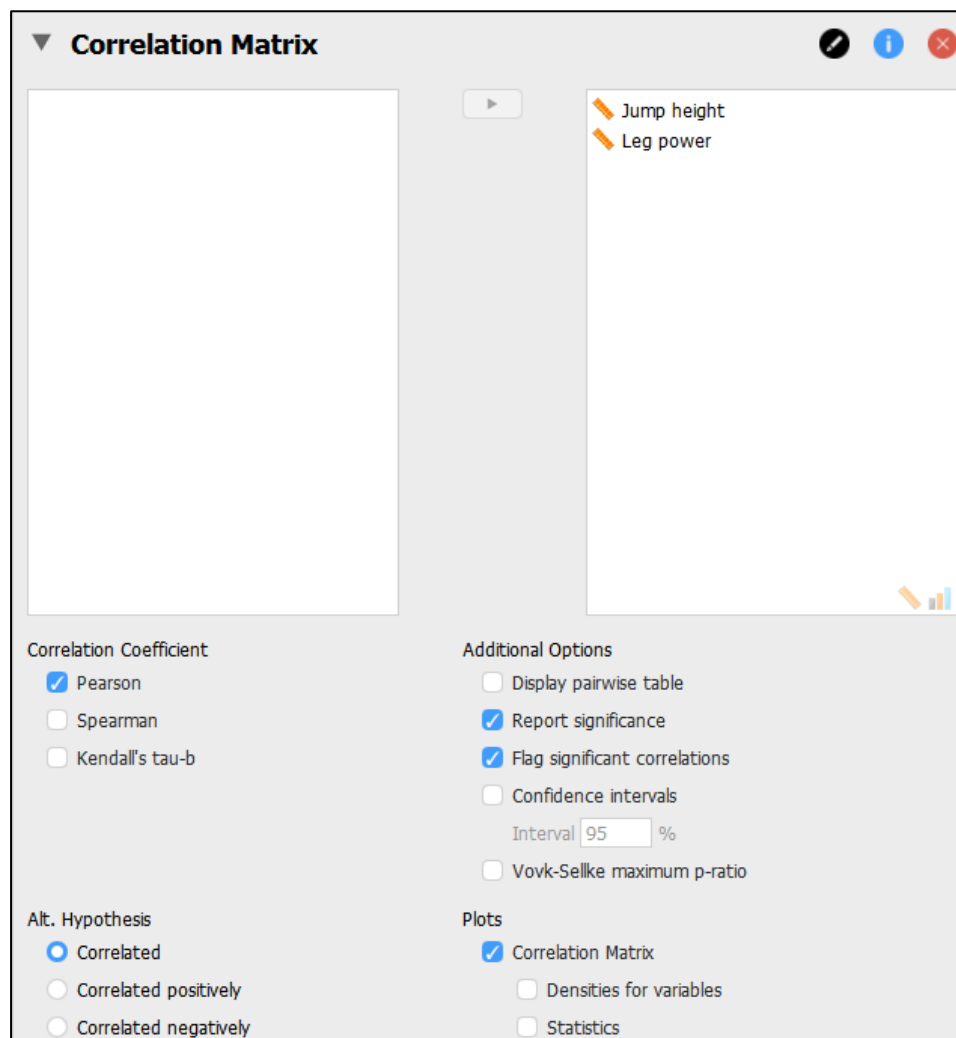 Correlation Matrix
Jump height
Leg power
Correlation Coefficient
Pearson
Spearman
Kendall's tau-b
Additional Options
Display pairwise table
Report significance
Flag significant correlations
Confidence intervals
Interval 95 %
Vovk-Sellke maximum p-ratio
Alt. Hypothesis
Correlated
Correlated positively
Correlated negatively
Plots
Correlation Matrix
Densities for variables
Statistics